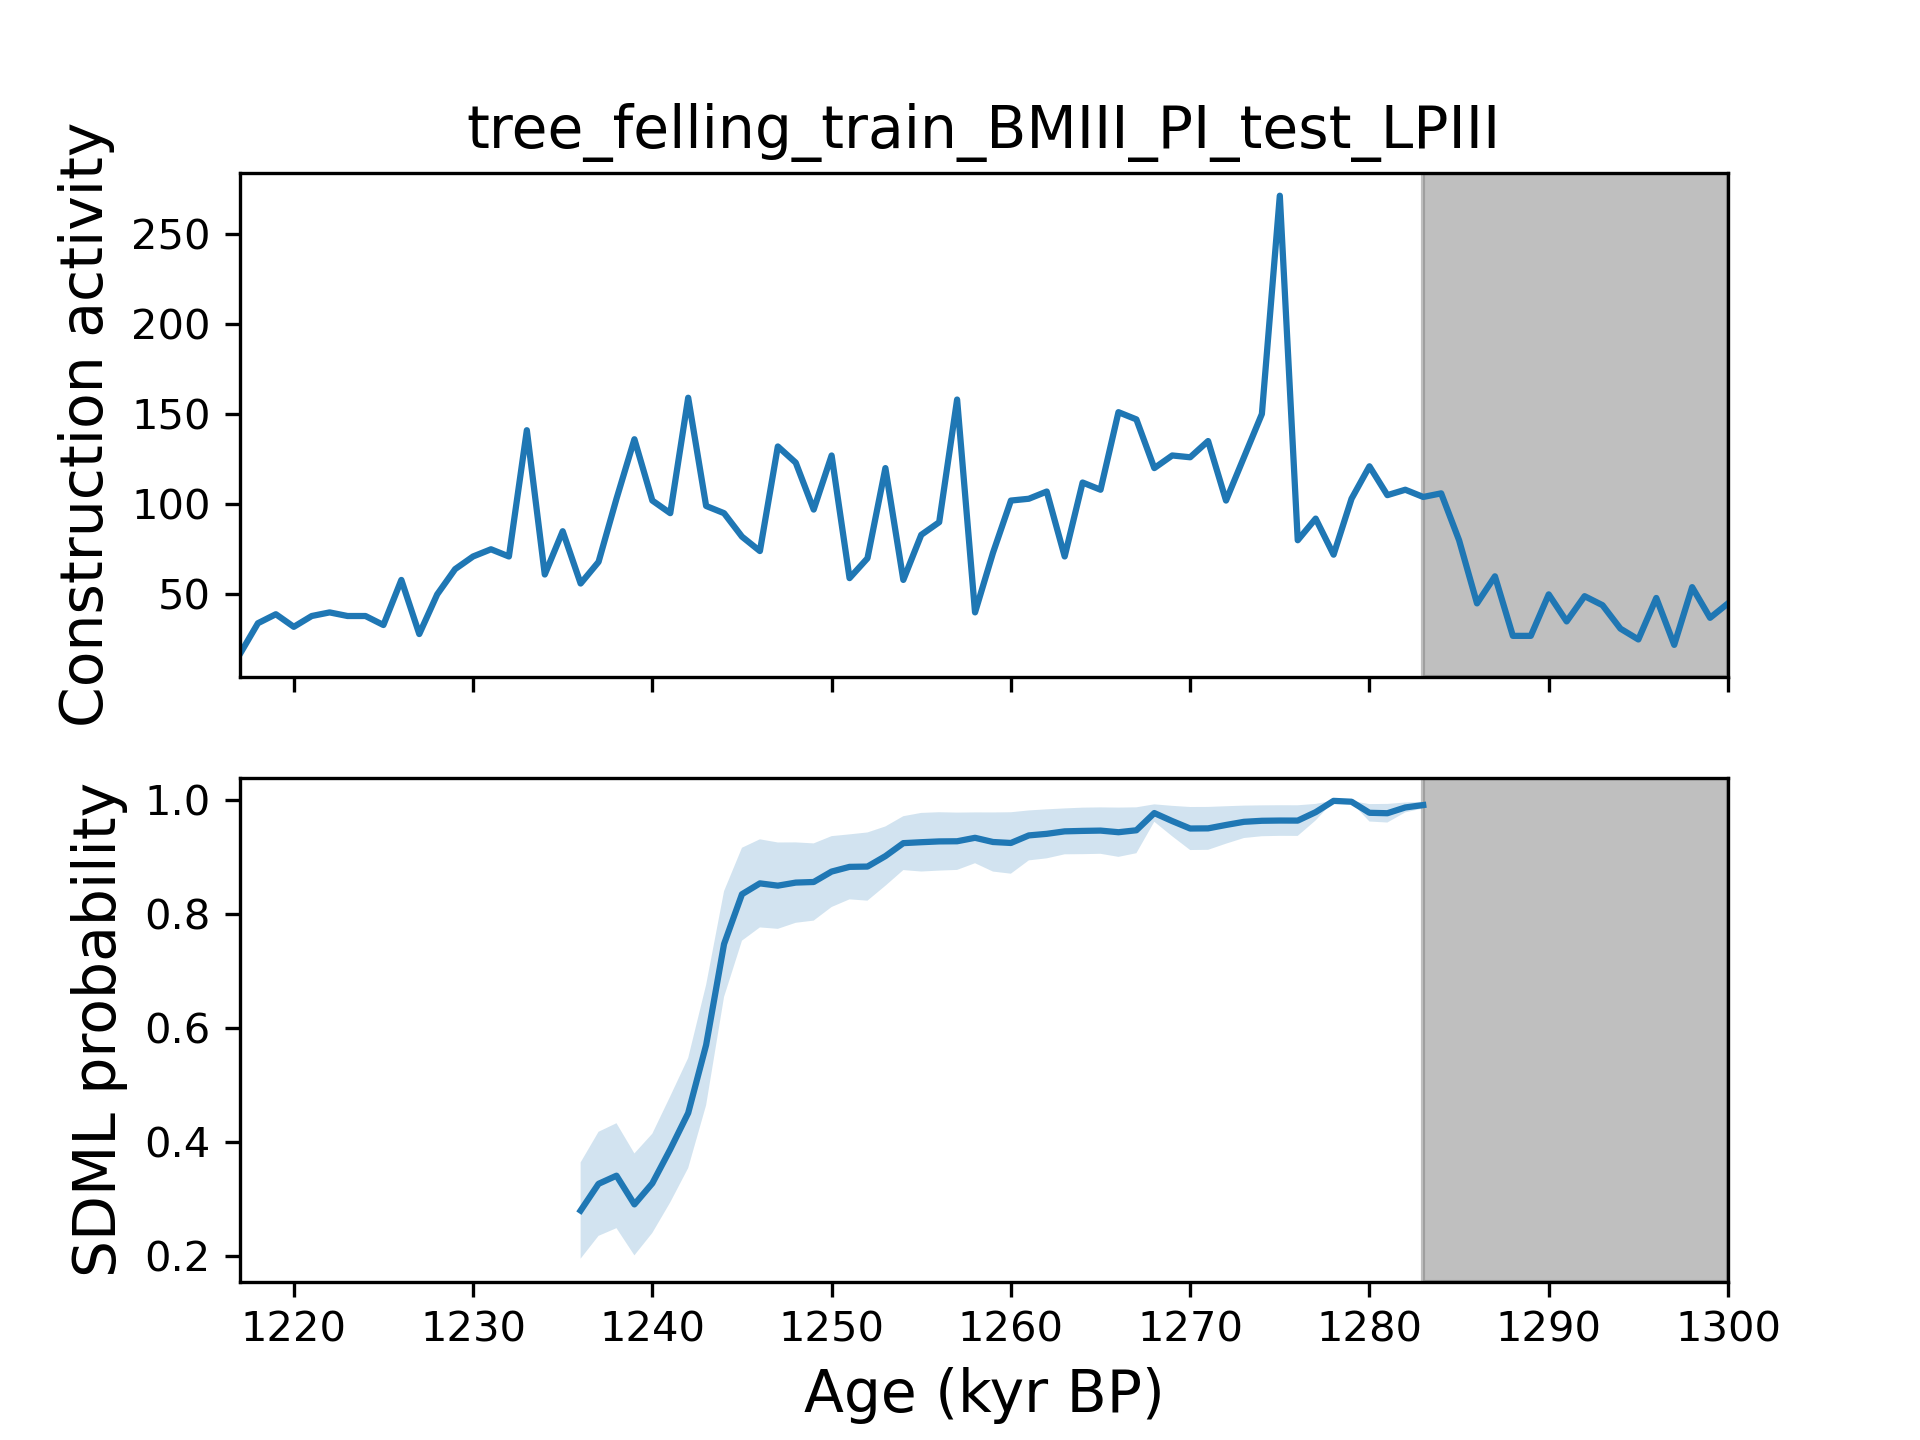 tree_felling_train_BMIII_PI_test_LPIII
Construction activity
250
200
150
100
50
SDML probability
1.0
0.8
0.6
0.4
0.2
1220 1230 1240 1250 1260 1270 1280 1290 1300
Age (kyr BP)